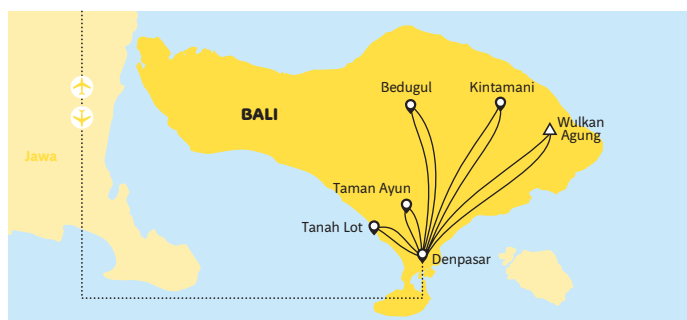 Bedugul
Kintamani
BALI
Wulkan
Agung
Jawa
Taman Ayun
Tanah Lot
Denpasar